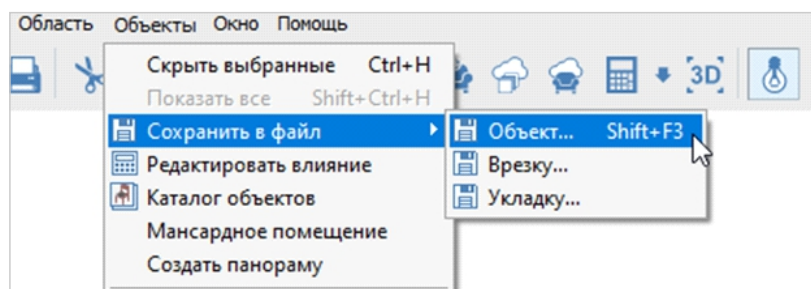 Область Объекты Окно Помощь
3D
Скрыть выбранные Ctrl+H
Показать все Shift+Ctrl+H
Сохранить в файл
Объект... Shift+F3
Редактировать влияние
Врезку...
Каталог объектов
Укладку...
Мансардное помещение
Создать панораму